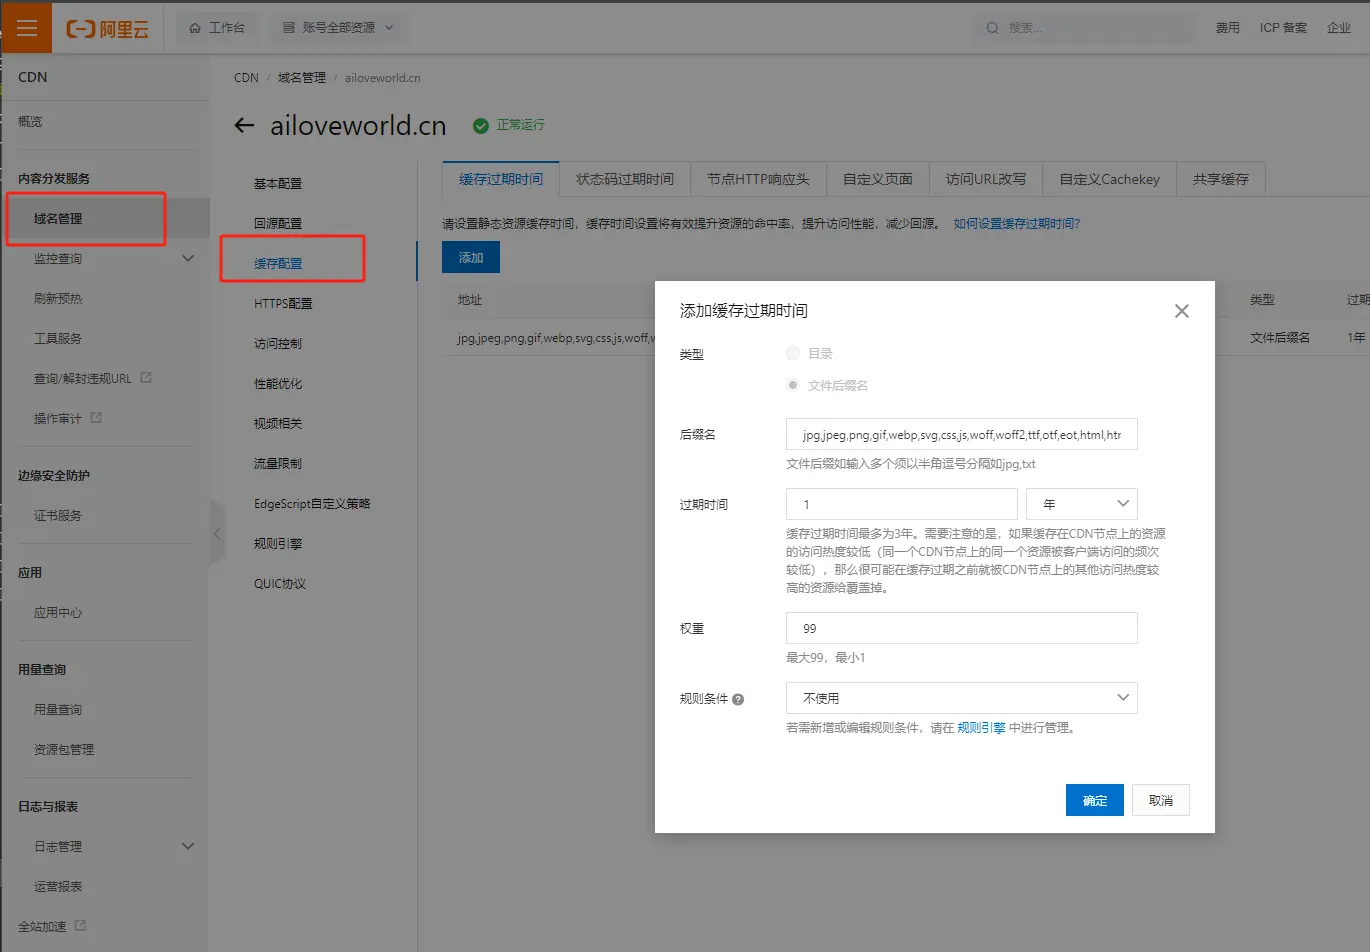 阿里云
工作台
账号全部资源
搜索...
费用
ICP 备案
企业
CDN
概览
内容分发服务
域名管理
监控查询
刷新预热
工具服务
查询/解封违规URL
操作审计
边缘安全防护
证书服务
应用
应用中心
用量查询
用量查询
资源包管理
日志与报表
日志管理
运营报表
全站加速
CDN / 域名管理 / ailoveworld.cn
ailoveworld.cn
正常运行
基本配置
回源配置
缓存配置
HTTPS配置
访问控制
性能优化
视频相关
流量限制
EdgeScript自定义策略
规则引擎
QUIC协议
缓存过期时间
状态码过期时间
节点HTTP响应头
自定义页面
访问URL改写
自定义Cachekey
共享缓存
请设置静态资源缓存时间，缓存时间设置将有效提升资源的命中率，提升访问性能，减少回源。 如何设置缓存过期时间?
添加
地址
类型
过期
jpg,jpeg,png,gif,webp,svg,css,js,woff,w
文件后缀名
1年
添加缓存过期时间
类型
目录
文件后缀名
后缀名
jpg,jpeg,png,gif,webp,svg,css,js,woff,woff2,ttf,otf,eot,html,htr
文件后缀如输入多个须以半角逗号分隔如jpg,txt
过期时间
1
年
缓存过期时间最多为3年。需要注意的是，如果缓存在CDN节点上的资源
的访问热度较低（同一个CDN节点上的同一个资源被客户端访问的频次
较低），那么很可能在缓存过期之前就被CDN节点上的其他访问热度较
高的资源给覆盖掉。
权重
99
最大99，最小1
规则条件
不使用
若需新增或编辑规则条件，请在 规则引擎 中进行管理。
确定
取消